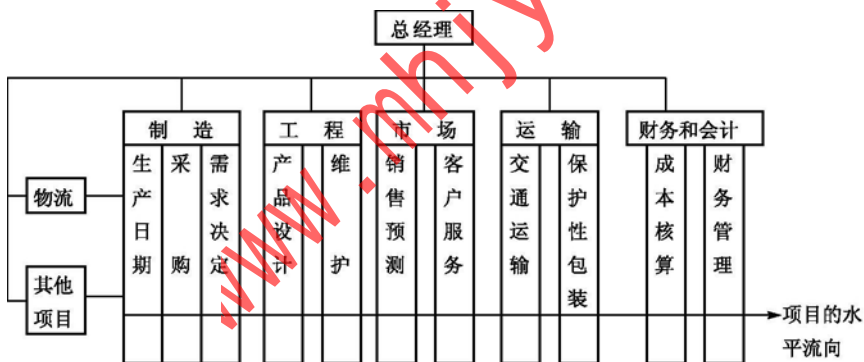 总经理
制 造
工 程
市 场
运 输
财务和会计
生产日期
采购
需求决定
产品设计
维护
销售预测
客户服务
交通运输
保护性包装
成本核算
财务管理
物流
其他
项目
项目的水
平流向
www.mhjy